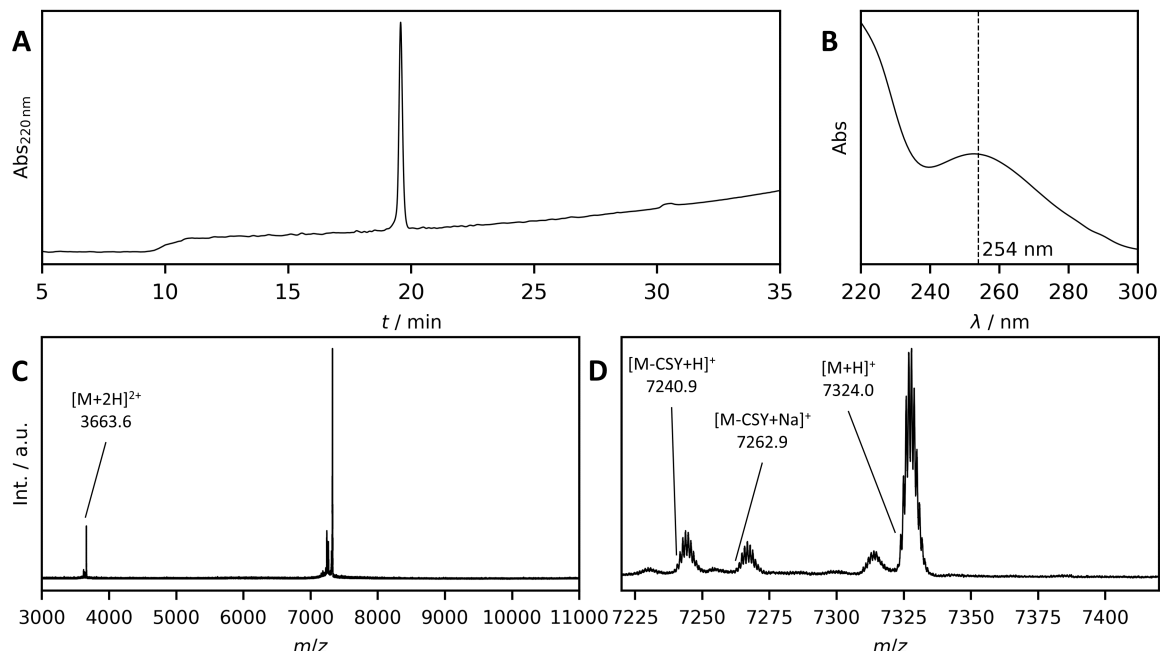 A
Abs220 nm
5 10 15 20 25 30 35
t / min
B
Abs
254 nm
220 240 260 280 300
λ / nm
C
[M+2H]2+
3663.6
Int. / a.u.
3000 4000 5000 6000 7000 8000 9000 10000 11000
m/z
D
[M-CSY+H]+
7240.9
[M-CSY+Na]+
7262.9
[M+H]+
7324.0
7225 7250 7275 7300 7325 7350 7375 7400
m/z